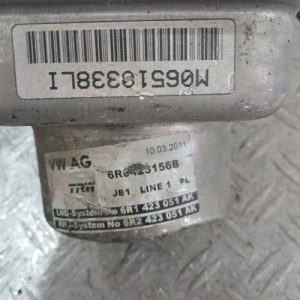 M065180338LI
VW AG
10.03.2011
6R0423156B
TRW
JB1 LINE 1 PL
LHD-System No 6R1 423 051 AK
RHD-System No 6R2 423 051 AK